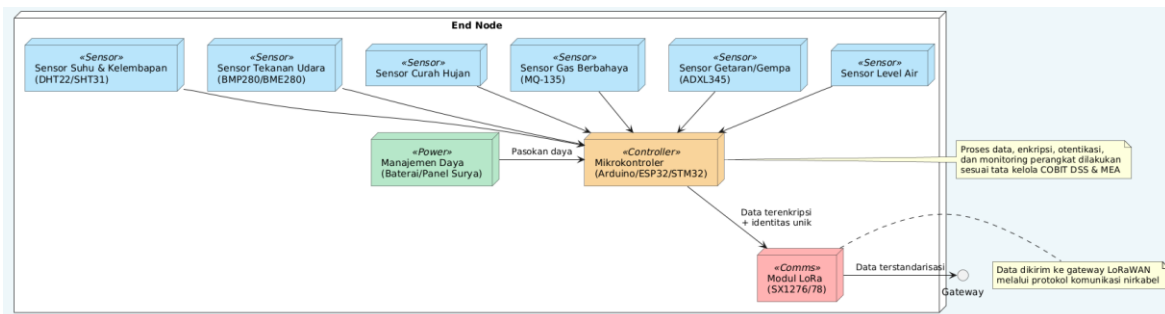 End Node
«Sensor»
Sensor Suhu & Kelembapan
(DHT22/SHT31)
«Sensor»
Sensor Tekanan Udara
(BMP280/BME280)
«Sensor»
Sensor Curah Hujan
«Sensor»
Sensor Gas Berbahaya
(MQ-135)
«Sensor»
Sensor Getaran/Gempa
(ADXL345)
«Sensor»
Sensor Level Air
«Power»
Manajemen Daya
(Baterai/Panel Surya)
Pasokan daya
«Controller»
Mikrokontroler
(Arduino/ESP32/STM32)
Proses data, enkripsi, otentikasi,
dan monitoring perangkat dilakukan
sesuai tata kelola COBIT DSS & MEA
Data terenkripsi
+ identitas unik
«Comms»
Modul LoRa
(SX1276/78)
Data terstandarisasi
Gateway
Data dikirim ke gateway LoRaWAN
melalui protokol komunikasi nirkabel